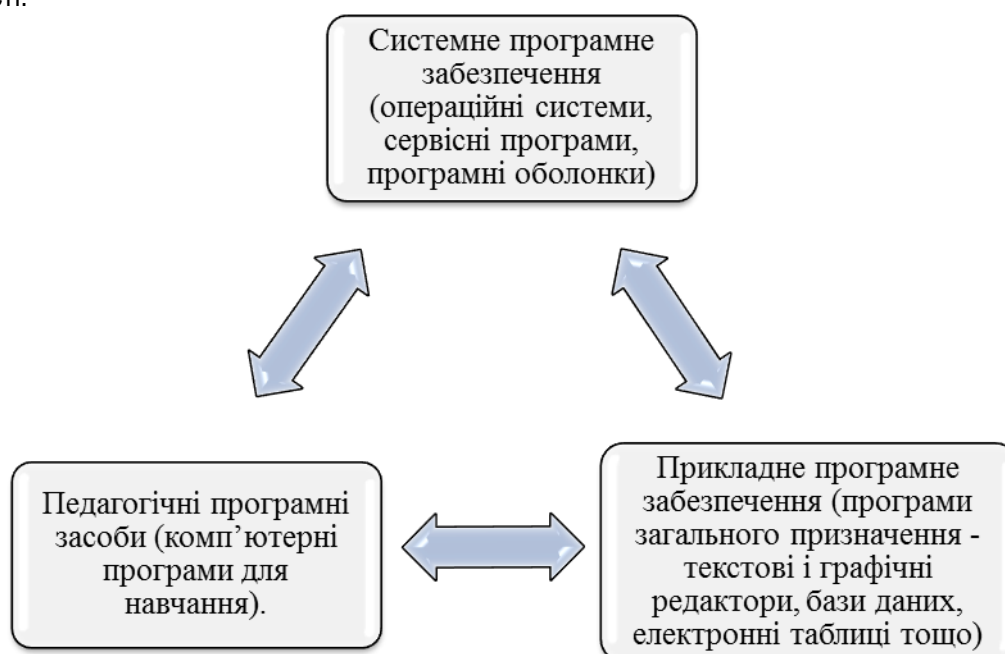 Системне програмне
забезпечення
(операційні системи,
сервісні програми,
програмні оболонки)
Педагогічні програмні
засоби (комп’ютерні
програми для
навчання).
Прикладне програмне
забезпечення (програми
загального призначення -
текстові і графічні
редактори, бази даних,
електронні таблиці тощо)